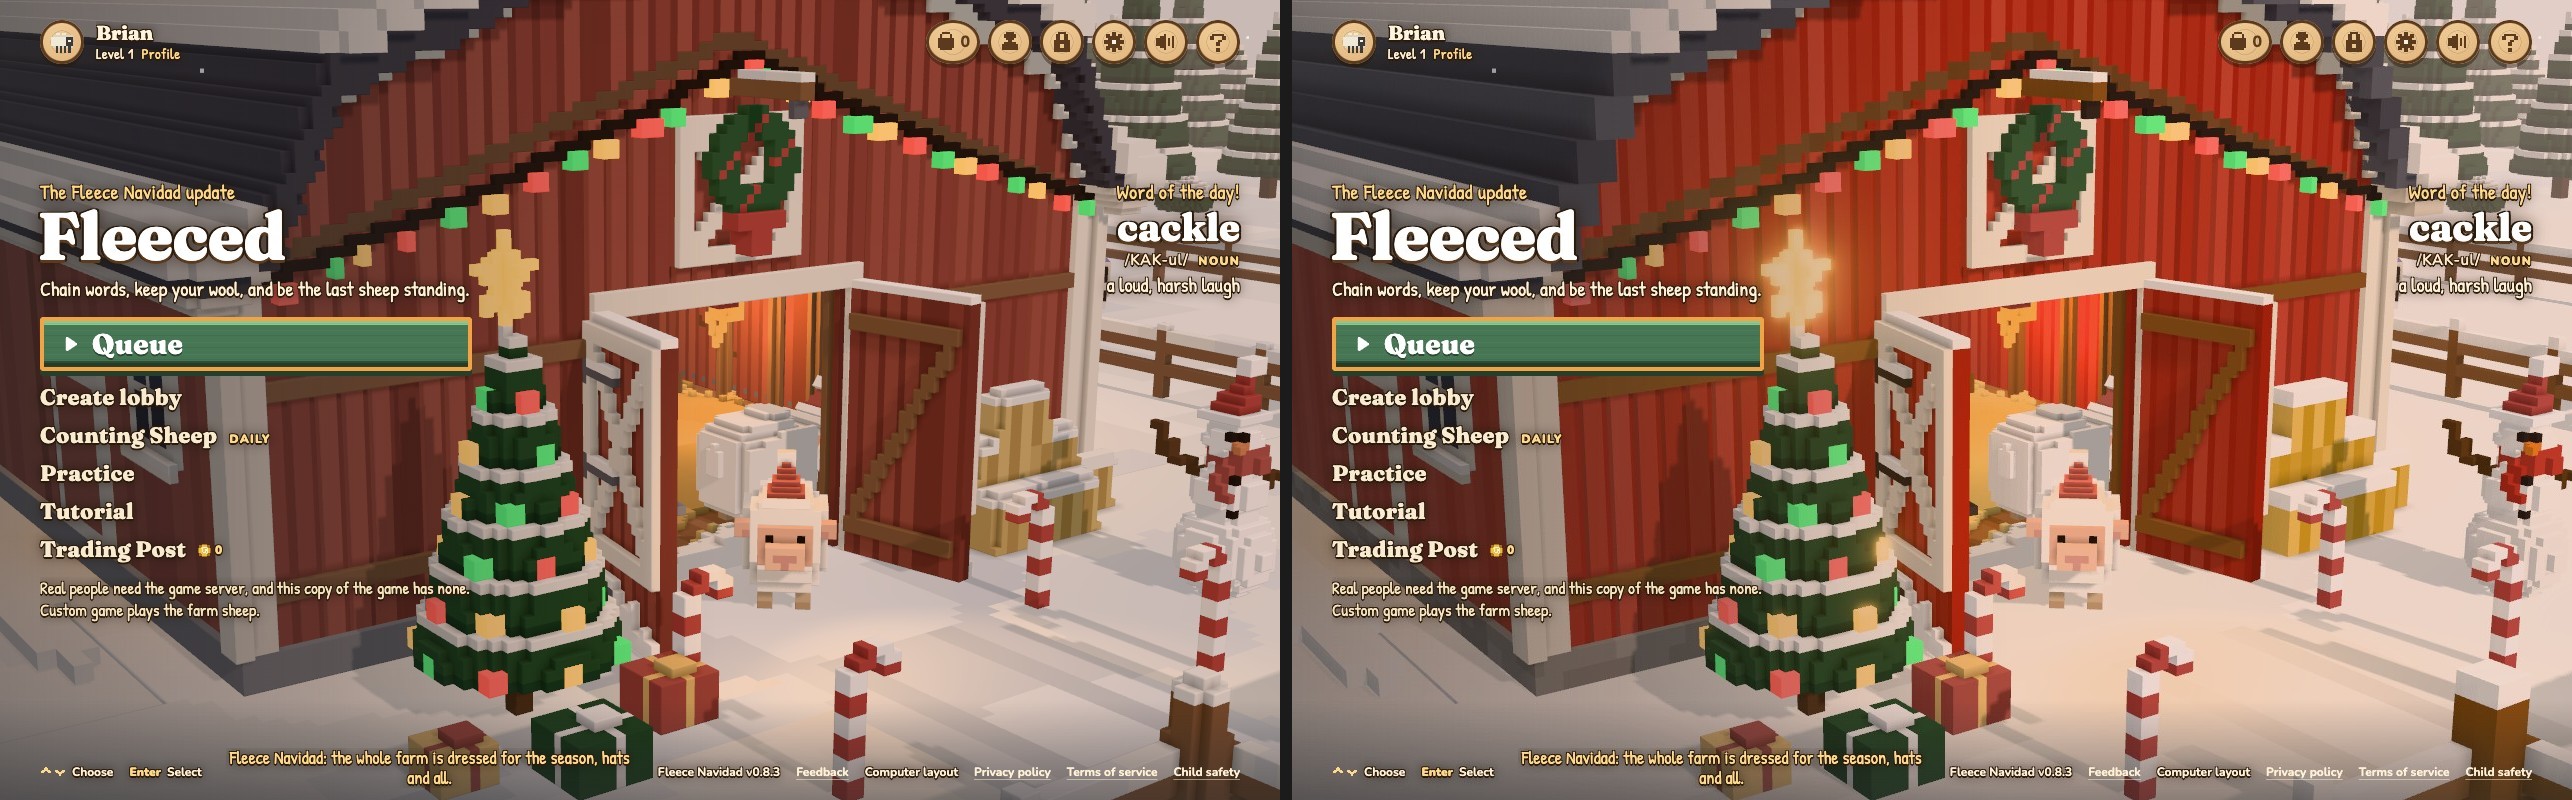 Brian
Level 1 Profile
0
The Fleece Navidad update
Fleeced
Chain words, keep your wool, and be the last sheep standing.
Queue
Create lobby
Counting Sheep DAILY
Practice
Tutorial
Trading Post 0
Real people need the game server, and this copy of the game has none.
Custom game plays the farm sheep.
Word of the day!
cackle
/KAK-ul/ NOUN
a loud, harsh laugh
Choose Enter Select
Fleece Navidad: the whole farm is dressed for the season, hats
and all.
Fleece Navidad v0.8.3 Feedback Computer layout Privacy policy Terms of service Child safety
Brian
Level 1 Profile
0
The Fleece Navidad update
Fleeced
Chain words, keep your wool, and be the last sheep standing.
Queue
Create lobby
Counting Sheep DAILY
Practice
Tutorial
Trading Post 0
Real people need the game server, and this copy of the game has none.
Custom game plays the farm sheep.
Word of the day!
cackle
/KAK-ul/ NOUN
a loud, harsh laugh
Choose Enter Select
Fleece Navidad: the whole farm is dressed for the season, hats
and all.
Fleece Navidad v0.8.3 Feedback Computer layout Privacy policy Terms of service Child safety